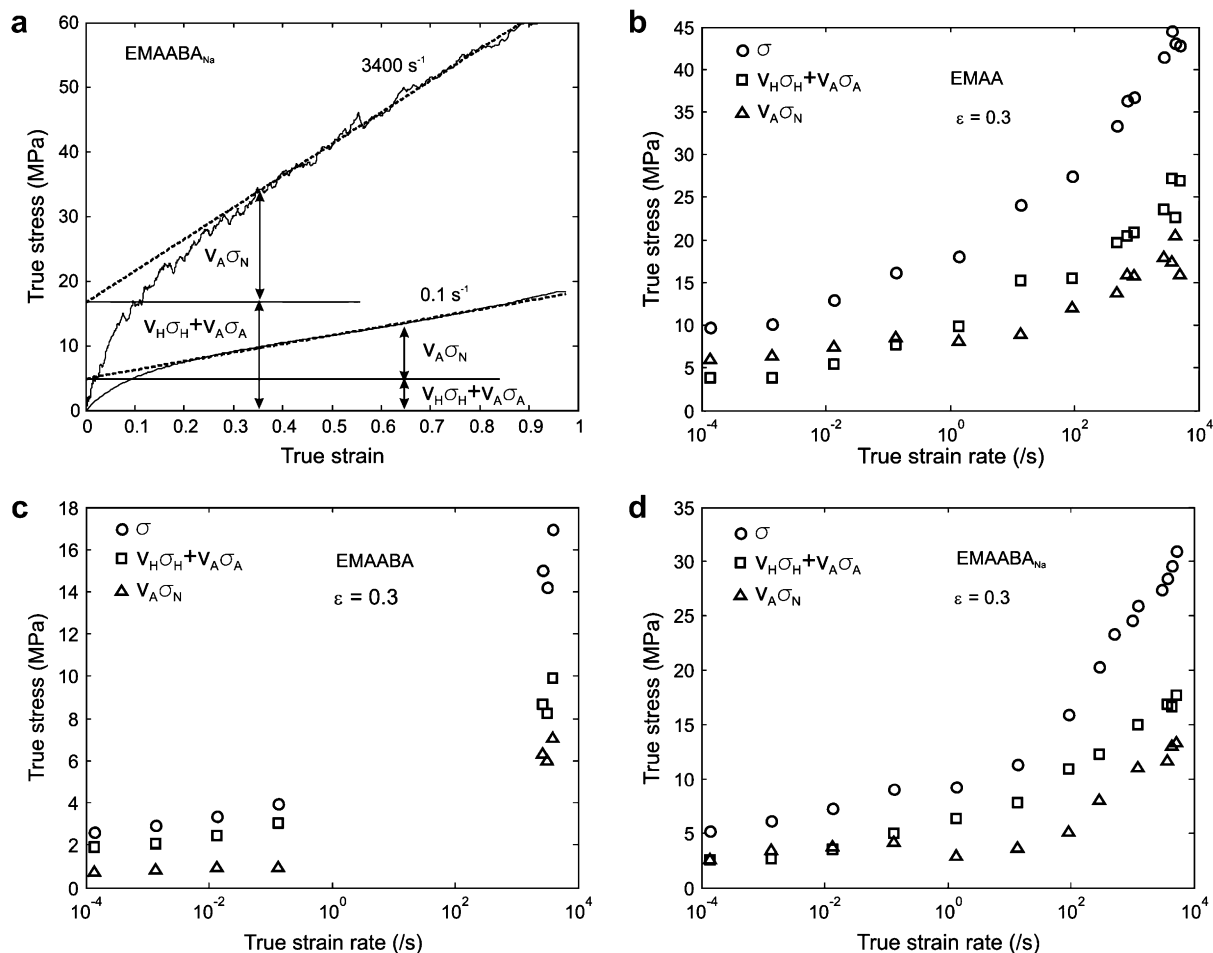 a
EMAABA_Na
3400 s⁻¹
V_Aσ_N
V_Hσ_H+V_Aσ_A
0.1 s⁻¹
V_Aσ_N
V_Hσ_H+V_Aσ_A
60
50
40
30
20
10
0
0 0.1 0.2 0.3 0.4 0.5 0.6 0.7 0.8 0.9 1
True stress (MPa)
True strain
b
σ
V_Hσ_H+V_Aσ_A
V_Aσ_N
EMAA
ε = 0.3
45
40
35
30
25
20
15
10
5
0
10⁻⁴ 10⁻² 10⁰ 10² 10⁴
True stress (MPa)
True strain rate (/s)
c
σ
V_Hσ_H+V_Aσ_A
V_Aσ_N
EMAABA
ε = 0.3
18
16
14
12
10
8
6
4
2
0
10⁻⁴ 10⁻² 10⁰ 10² 10⁴
True stress (MPa)
True strain rate (/s)
d
σ
V_Hσ_H+V_Aσ_A
V_Aσ_N
EMAABA_Na
ε = 0.3
35
30
25
20
15
10
5
0
10⁻⁴ 10⁻² 10⁰ 10² 10⁴
True stress (MPa)
True strain rate (/s)